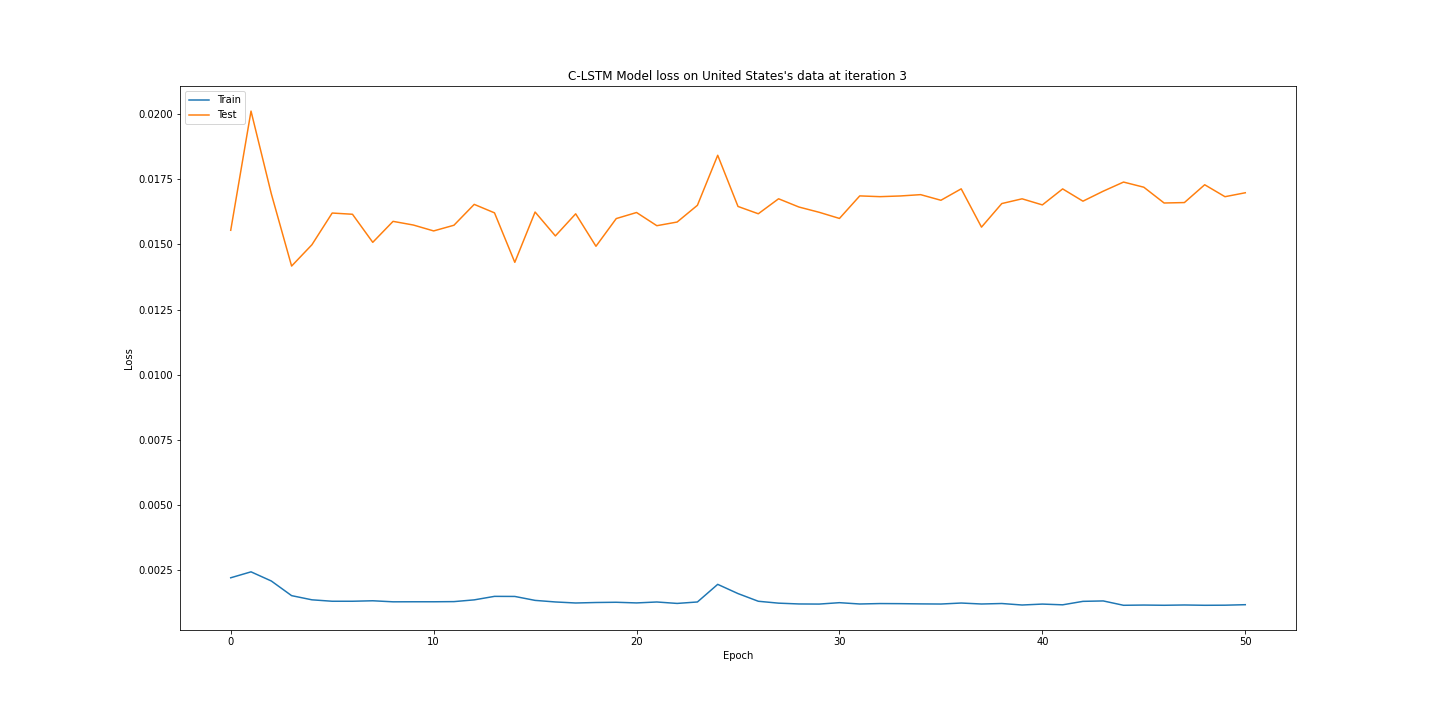 C-LSTM Model loss on United States's data at iteration 3
Train
Test
0.0200
0.0175
0.0150
0.0125
0.0100
0.0075
0.0050
0.0025
Loss
0 10 20 30 40 50
Epoch